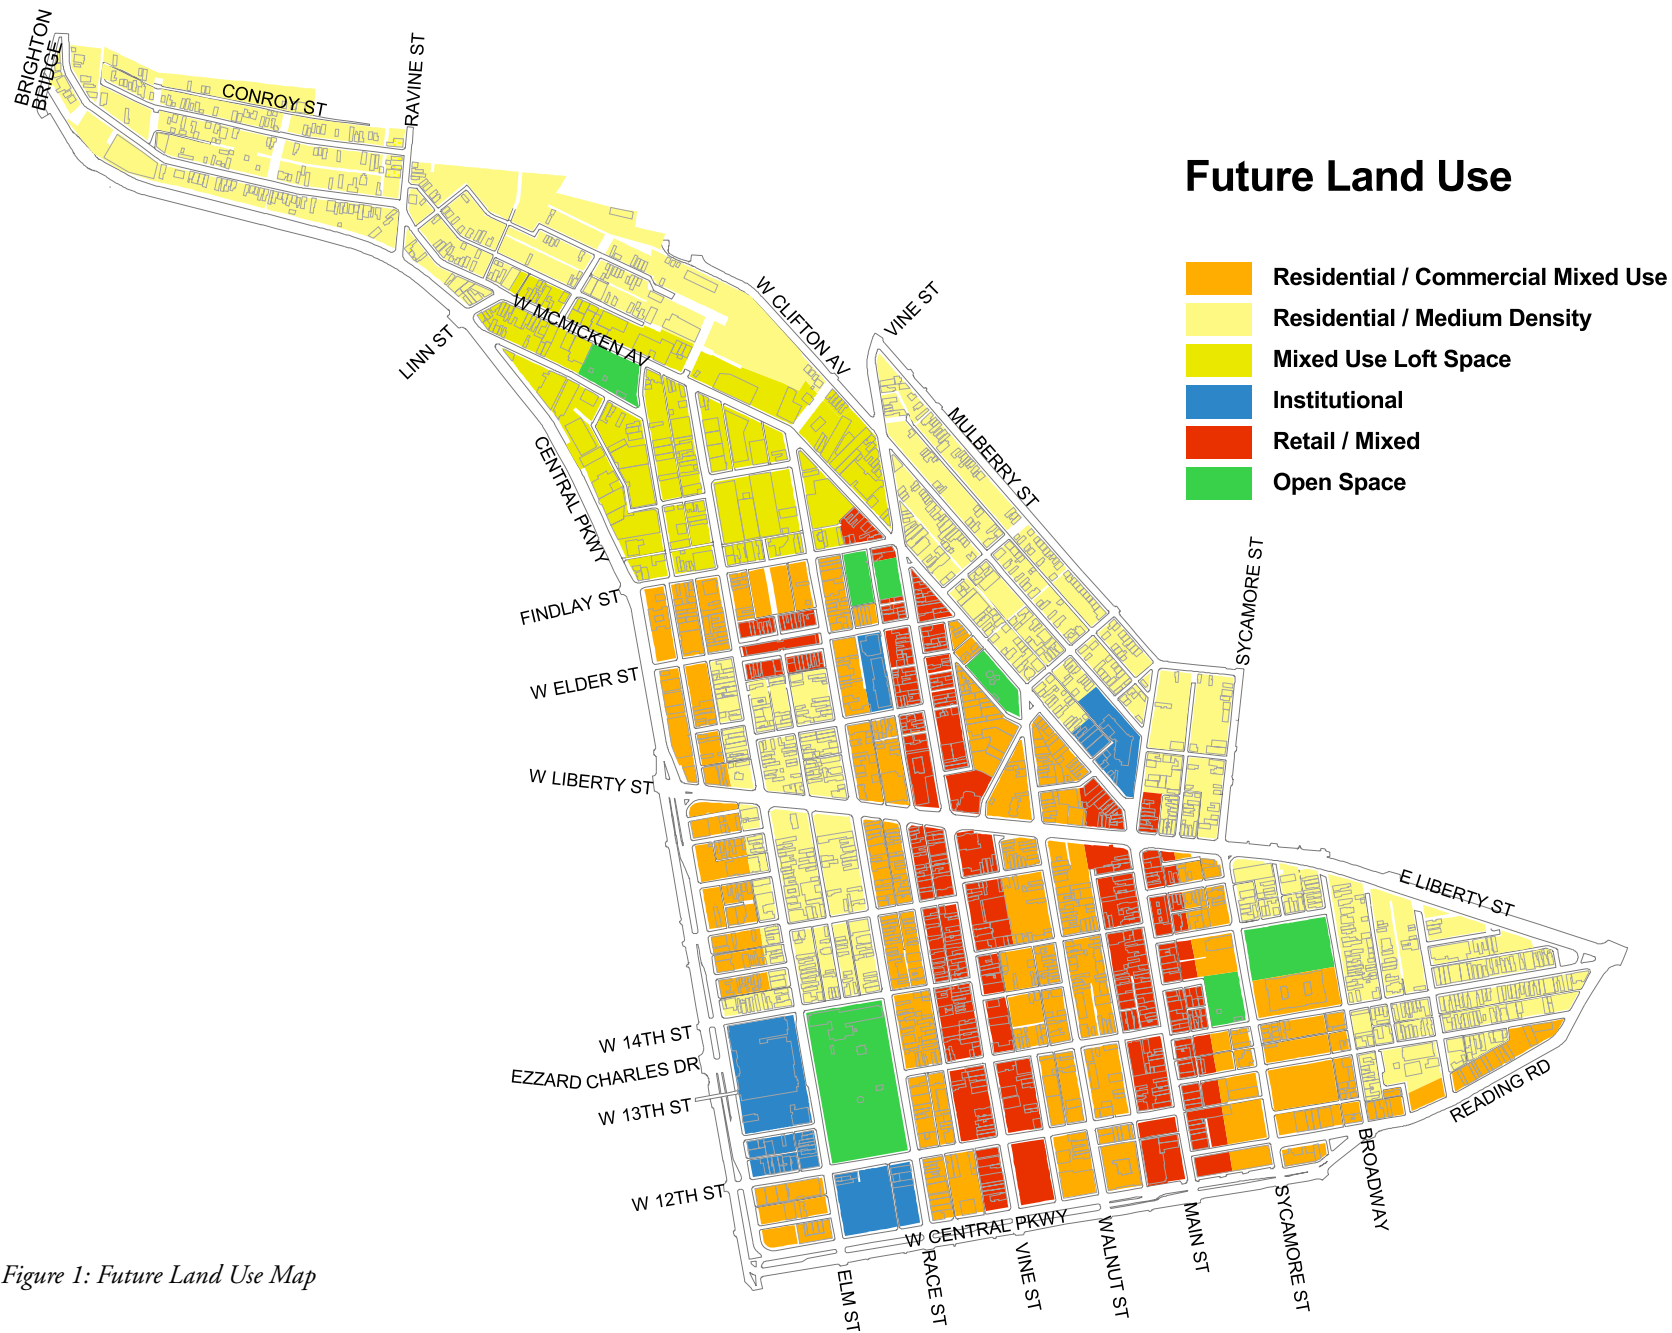 BRIGHTON
BRIDGE
CONROY ST
RAVINE ST
Future Land Use
Residential / Commercial Mixed Use
Residential / Medium Density
Mixed Use Loft Space
Institutional
Retail / Mixed
Open Space
W CLIFTON AV
VINE ST
W MCMICKEN AV
LINN ST
MULBERRY ST
CENTRAL PKWY
SYCAMORE ST
FINDLAY ST
W ELDER ST
W LIBERTY ST
E LIBERTY ST
W 14TH ST
EZZARD CHARLES DR
W 13TH ST
READING RD
BROADWAY
W 12TH ST
W CENTRAL PKWY
ELM ST
RACE ST
VINE ST
WALNUT ST
MAIN ST
SYCAMORE ST
Figure 1: Future Land Use Map